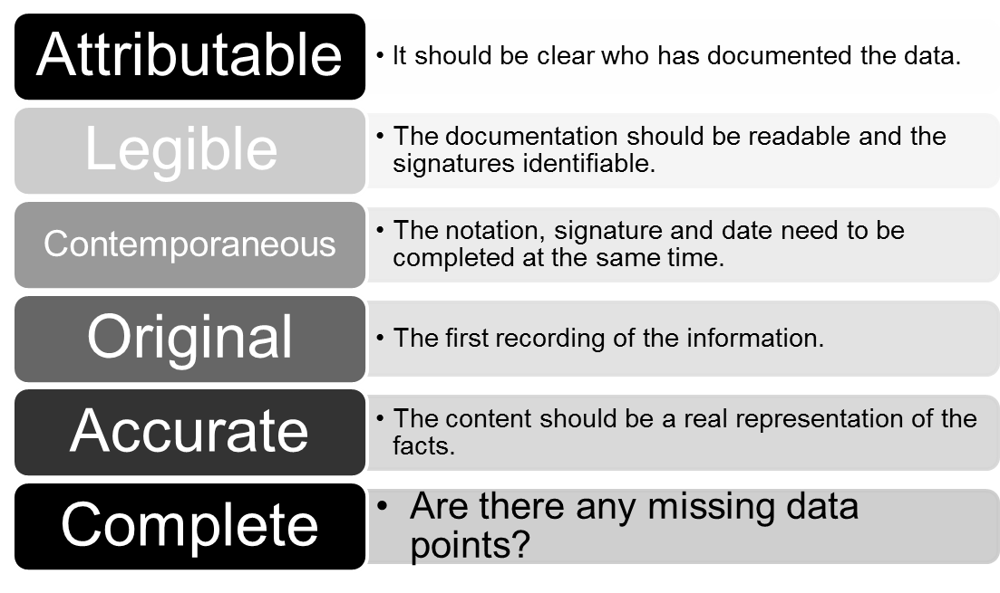 Attributable
• It should be clear who has documented the data.
Legible
• The documentation should be readable and the
signatures identifiable.
Contemporaneous
• The notation, signature and date need to be
completed at the same time.
Original
• The first recording of the information.
Accurate
• The content should be a real representation of the
facts.
Complete
• Are there any missing data
points?